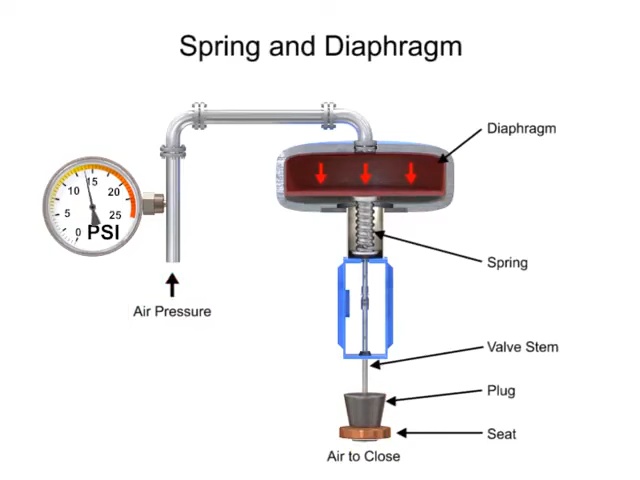 Spring and Diaphragm
Diaphragm
10
15
20
5
25
0
PSI
Spring
Air Pressure
Valve Stem
Plug
Seat
Air to Close